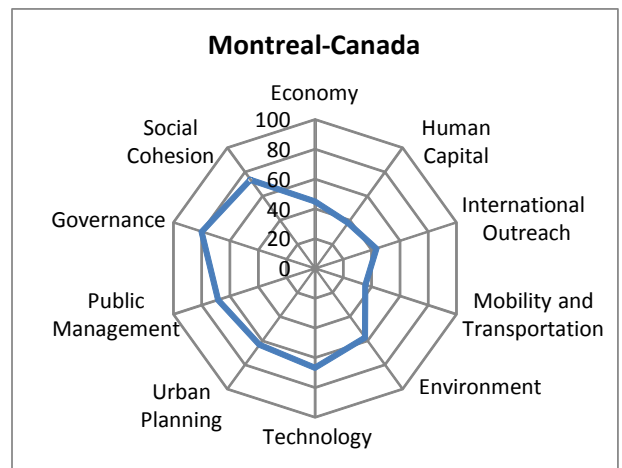 Montreal-Canada
Economy
Human
Capital
International
Outreach
Mobility and
Transportation
Environment
Technology
Urban
Planning
Public
Management
Governance
Social
Cohesion
100
80
60
40
20
0